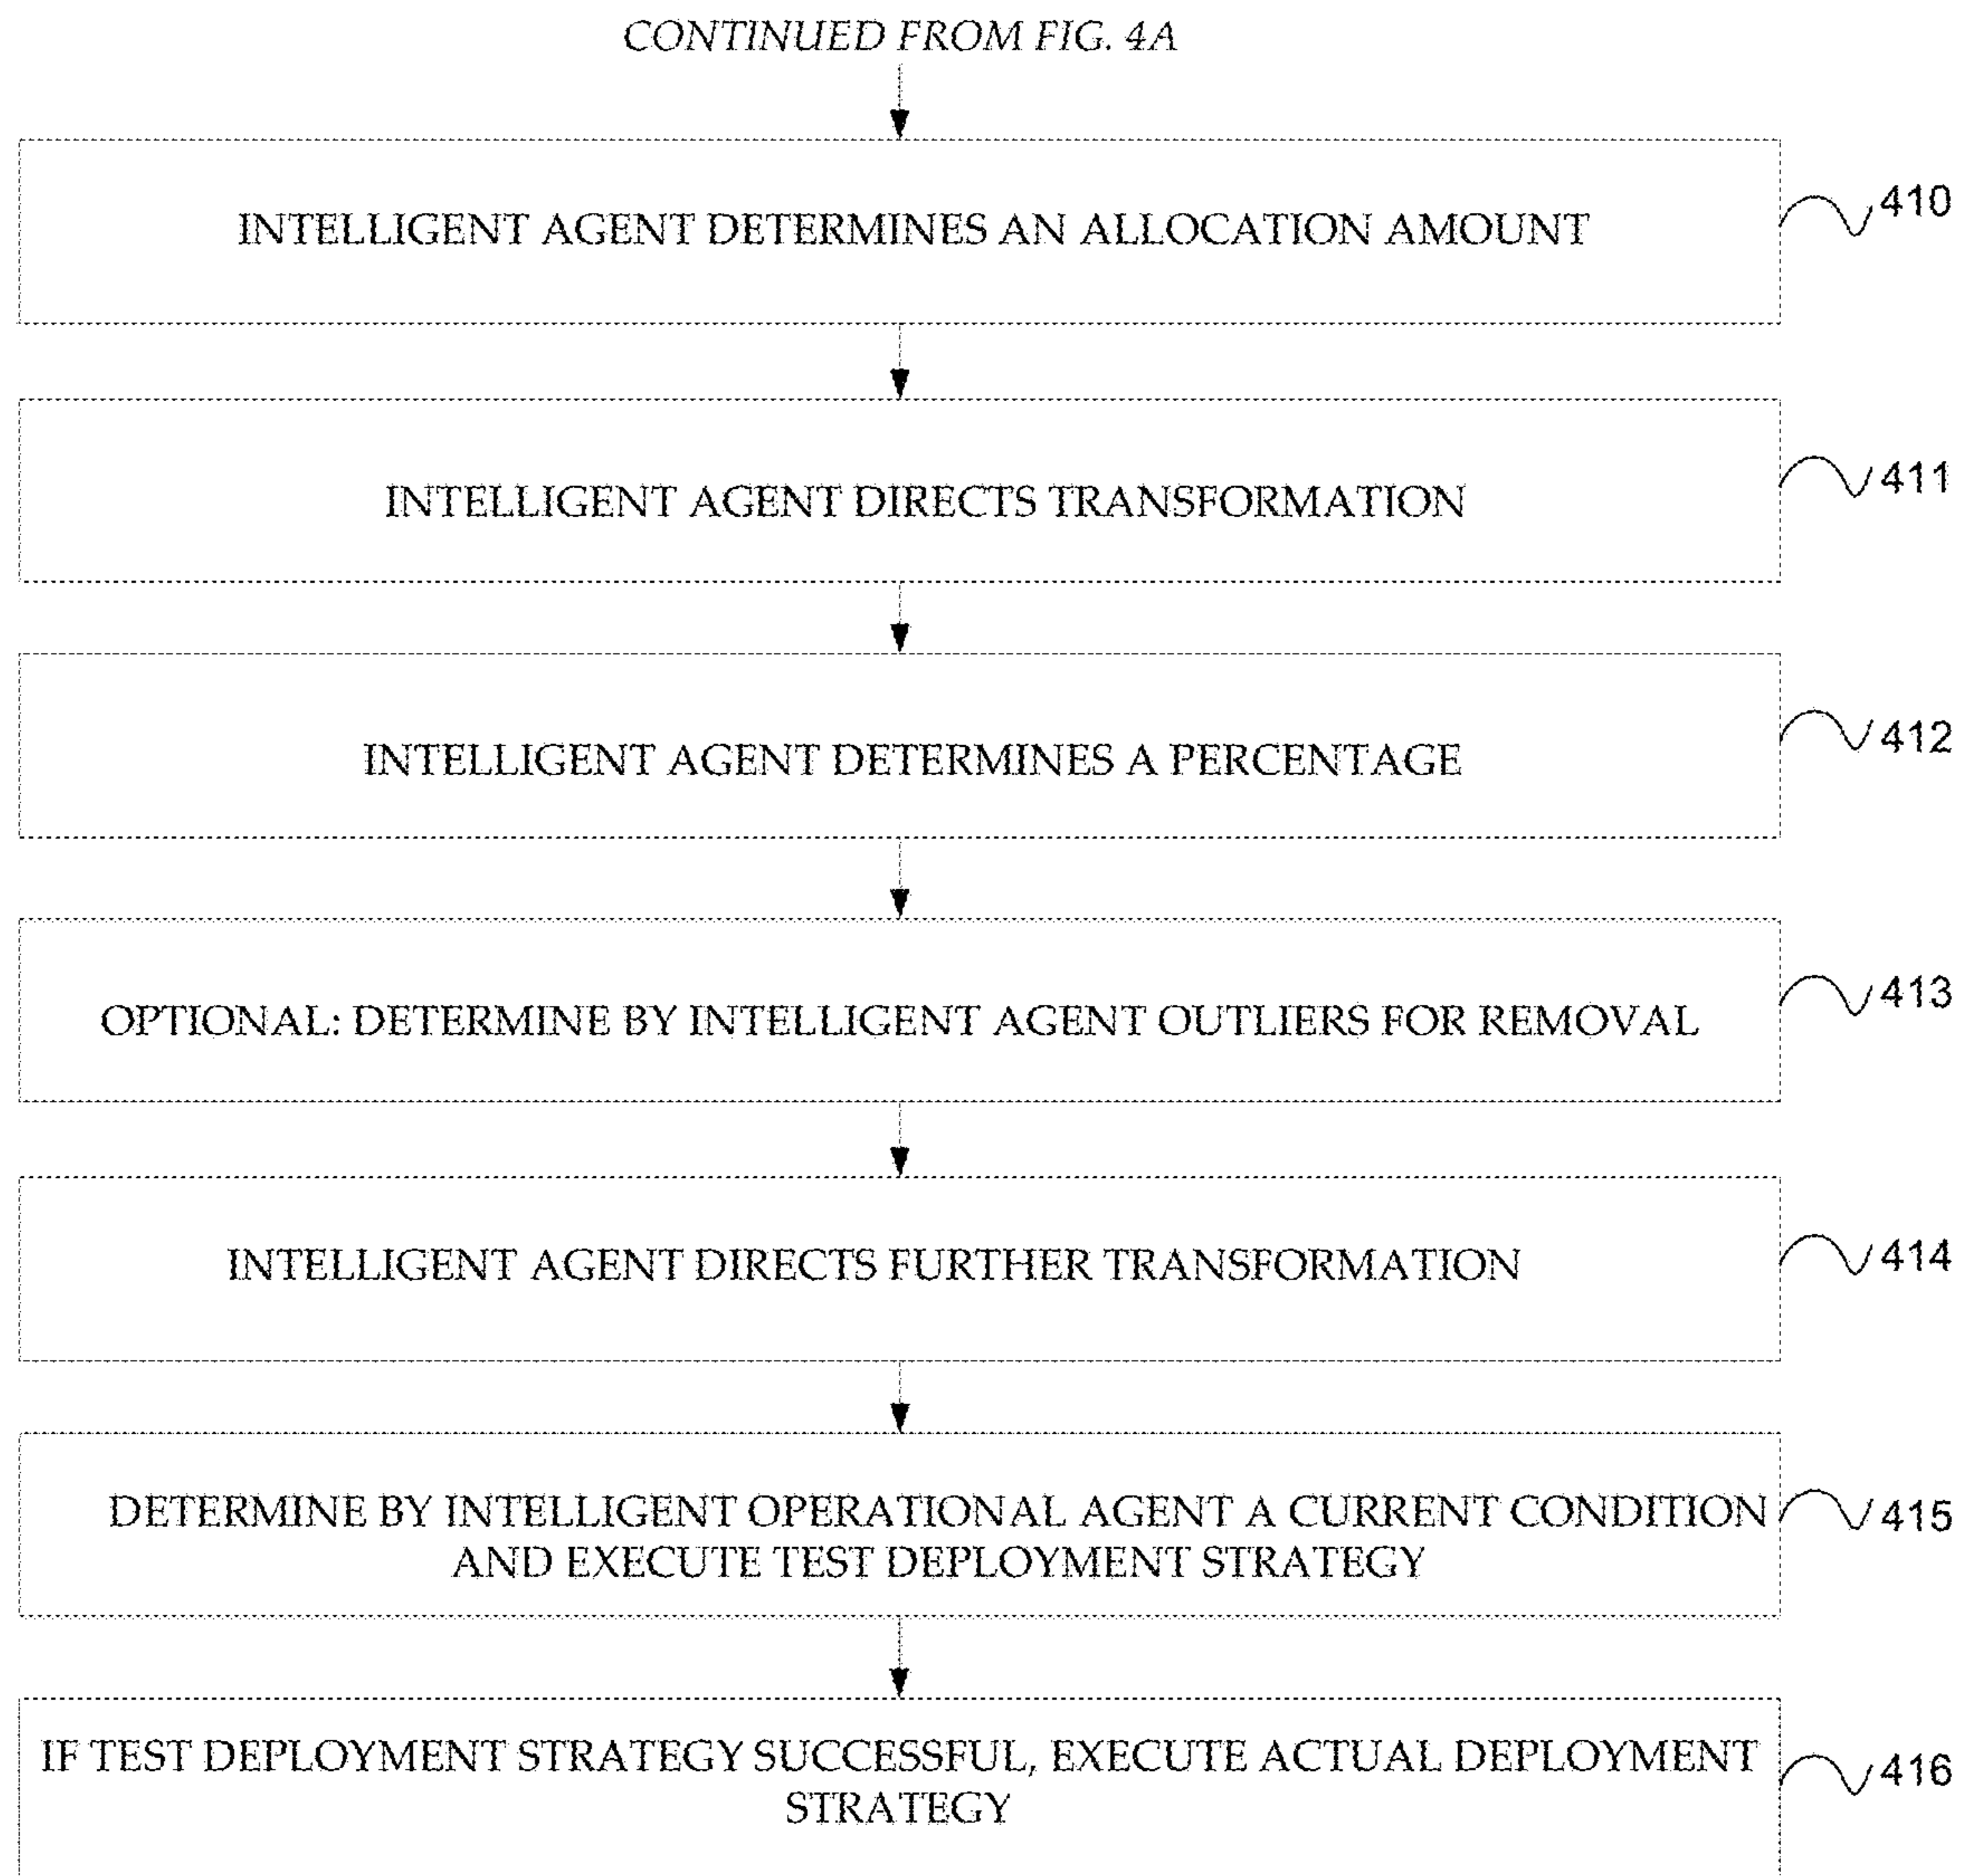 CONTINUED FROM FIG. 4A
INTELLIGENT AGENT DETERMINES AN ALLOCATION AMOUNT
410
INTELLIGENT AGENT DIRECTS TRANSFORMATION
411
INTELLIGENT AGENT DETERMINES A PERCENTAGE
412
OPTIONAL: DETERMINE BY INTELLIGENT AGENT OUTLIERS FOR REMOVAL
413
INTELLIGENT AGENT DIRECTS FURTHER TRANSFORMATION
414
DETERMINE BY INTELLIGENT OPERATIONAL AGENT A CURRENT CONDITION
AND EXECUTE TEST DEPLOYMENT STRATEGY
415
IF TEST DEPLOYMENT STRATEGY SUCCESSFUL, EXECUTE ACTUAL DEPLOYMENT
STRATEGY
416